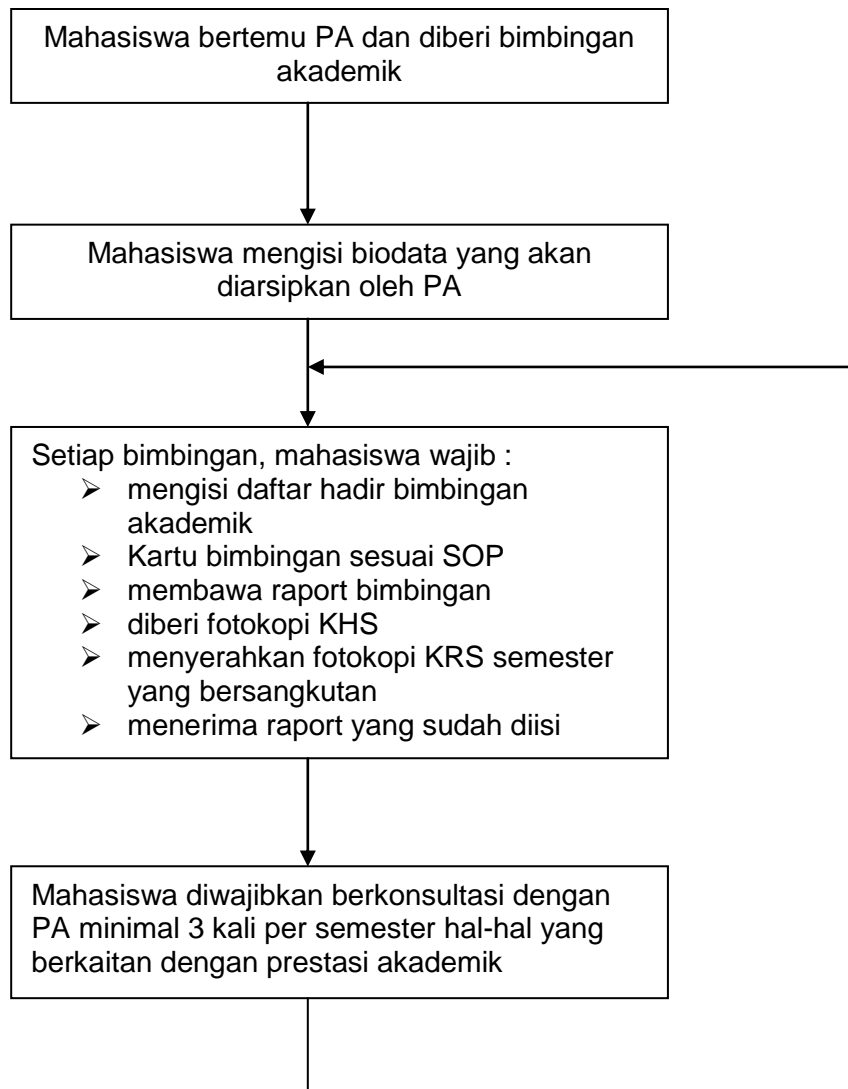 Mahasiswa bertemu PA dan diberi bimbingan
akademik
Mahasiswa mengisi biodata yang akan
diarsipkan oleh PA
Setiap bimbingan, mahasiswa wajib :
➢ mengisi daftar hadir bimbingan
akademik
➢ Kartu bimbingan sesuai SOP
➢ membawa raport bimbingan
➢ diberi fotokopi KHS
➢ menyerahkan fotokopi KRS semester
yang bersangkutan
➢ menerima raport yang sudah diisi
Mahasiswa diwajibkan berkonsultasi dengan
PA minimal 3 kali per semester hal-hal yang
berkaitan dengan prestasi akademik